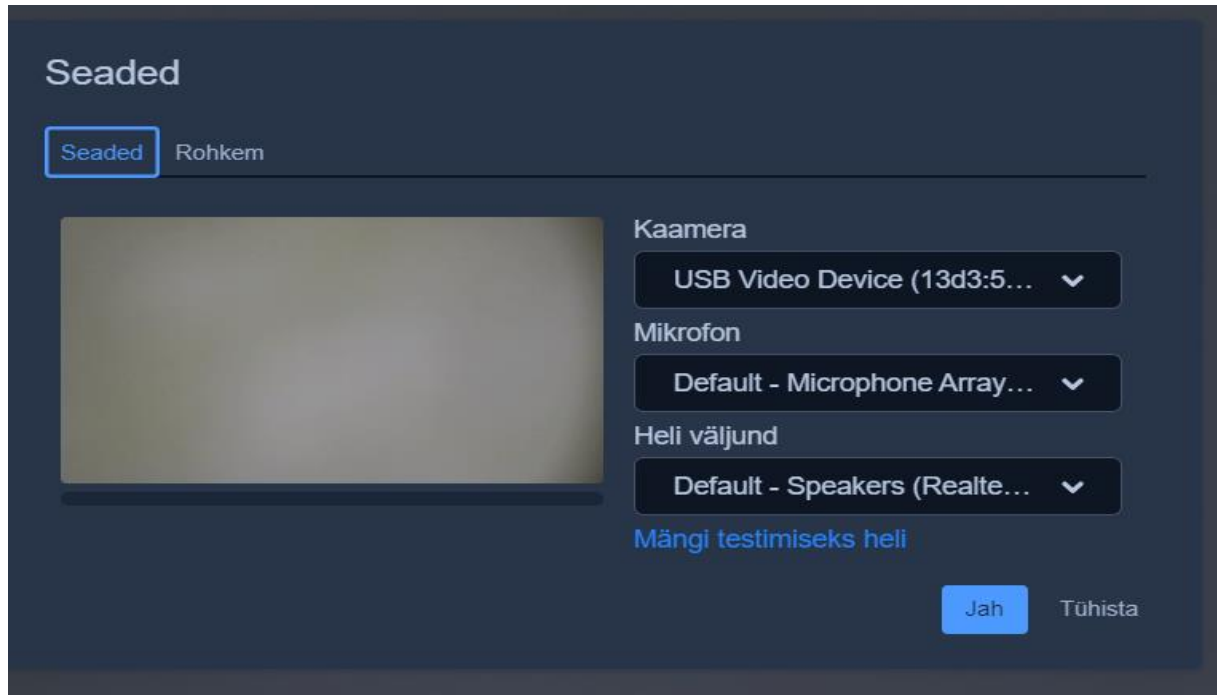 Seaded
Seaded Rohkem
Kaamera
USB Video Device (13d3:5...
Mikrofon
Default - Microphone Array...
Heli väljund
Default - Speakers (Realte...
Mängi testimiseks heli
Jah Tühista